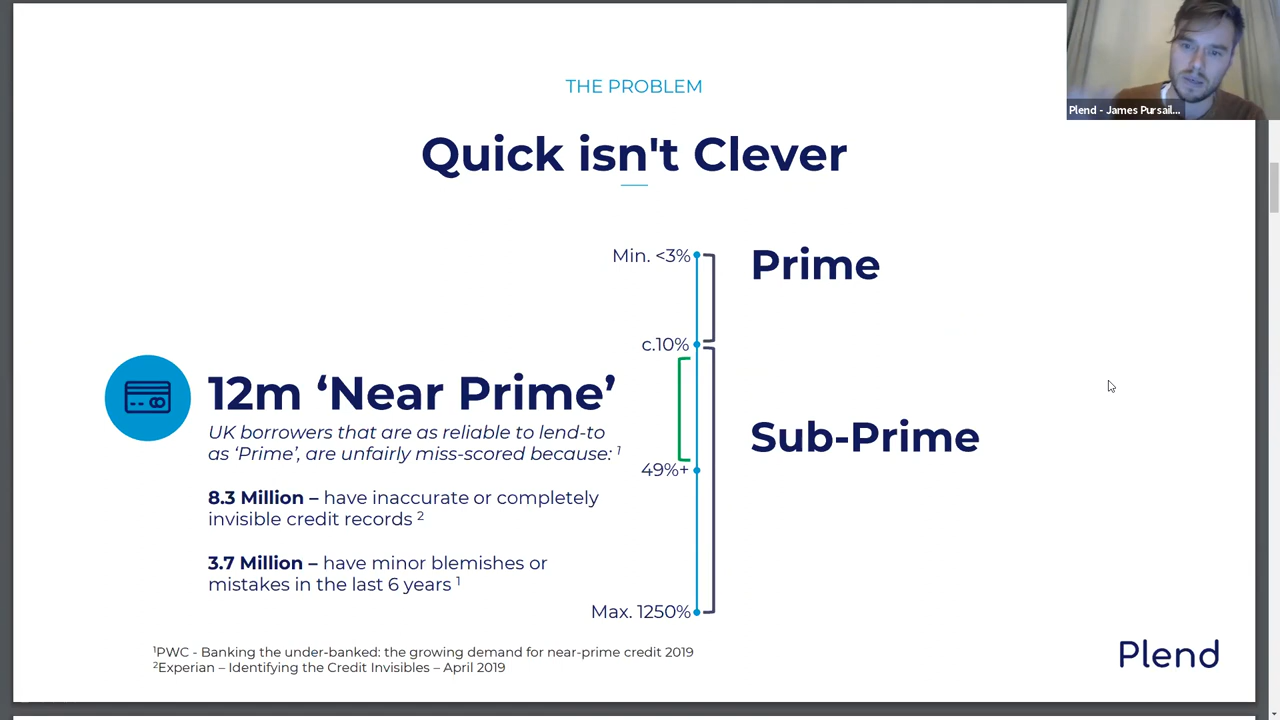 Plend - James Pursail...
THE PROBLEM
Quick isn't Clever
Min. <3%
Prime
c.10%
12m ‘Near Prime’
UK borrowers that are as reliable to lend-to
as ‘Prime’, are unfairly miss-scored because: ¹
Sub-Prime
49%+
8.3 Million – have inaccurate or completely
invisible credit records ²
3.7 Million – have minor blemishes or
mistakes in the last 6 years ¹
Max. 1250%
¹PWC - Banking the under-banked: the growing demand for near-prime credit 2019
²Experian – Identifying the Credit Invisibles – April 2019
Plend